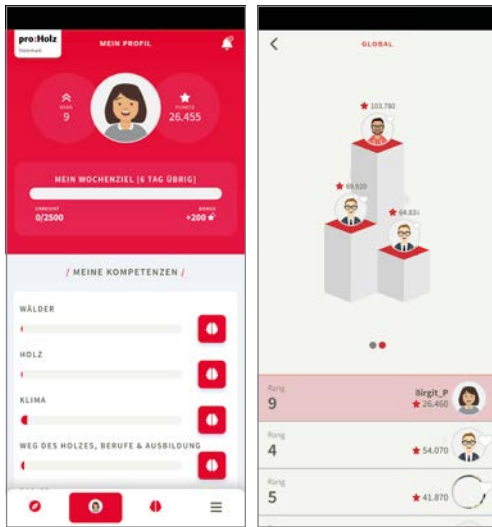 pro:Holz
Steiermark
MEIN PROFIL
RANG
9
PUNKTE
26.455
MEIN WOCHENZIEL [6 TAG ÜBRIG]
ERREICHT
0/2500
BONUS
+200
/ MEINE KOMPETENZEN /
WÄLDER
HOLZ
KLIMA
WEG DES HOLZES, BERUFE & AUSBILDUNG
GLOBAL
103.780
69.920
Rang
9
Birgit_P
26.460
Rang
4
54.070
Rang
5
41.870